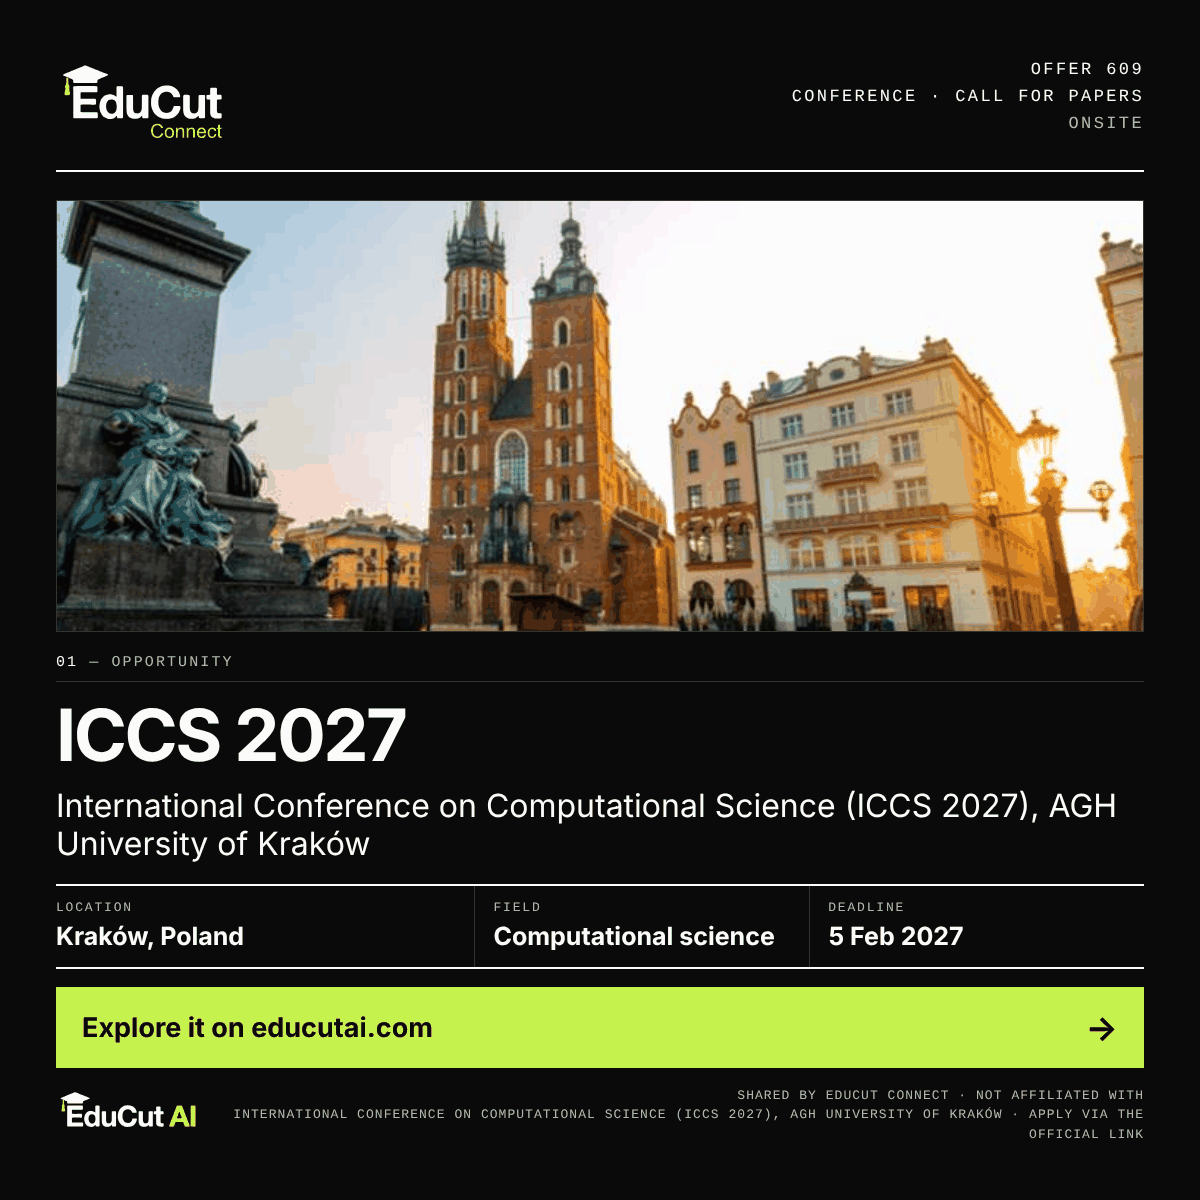 EduCut
Connect
OFFER 609
CONFERENCE · CALL FOR PAPERS
ONSITE
01 — OPPORTUNITY
ICCS 2027
International Conference on Computational Science (ICCS 2027), AGH
University of Kraków
LOCATION
Kraków, Poland
FIELD
Computational science
DEADLINE
5 Feb 2027
Explore it on educutai.com →
EduCut AI
SHARED BY EDUCUT CONNECT · NOT AFFILIATED WITH
INTERNATIONAL CONFERENCE ON COMPUTATIONAL SCIENCE (ICCS 2027), AGH UNIVERSITY OF KRAKÓW · APPLY VIA THE
OFFICIAL LINK